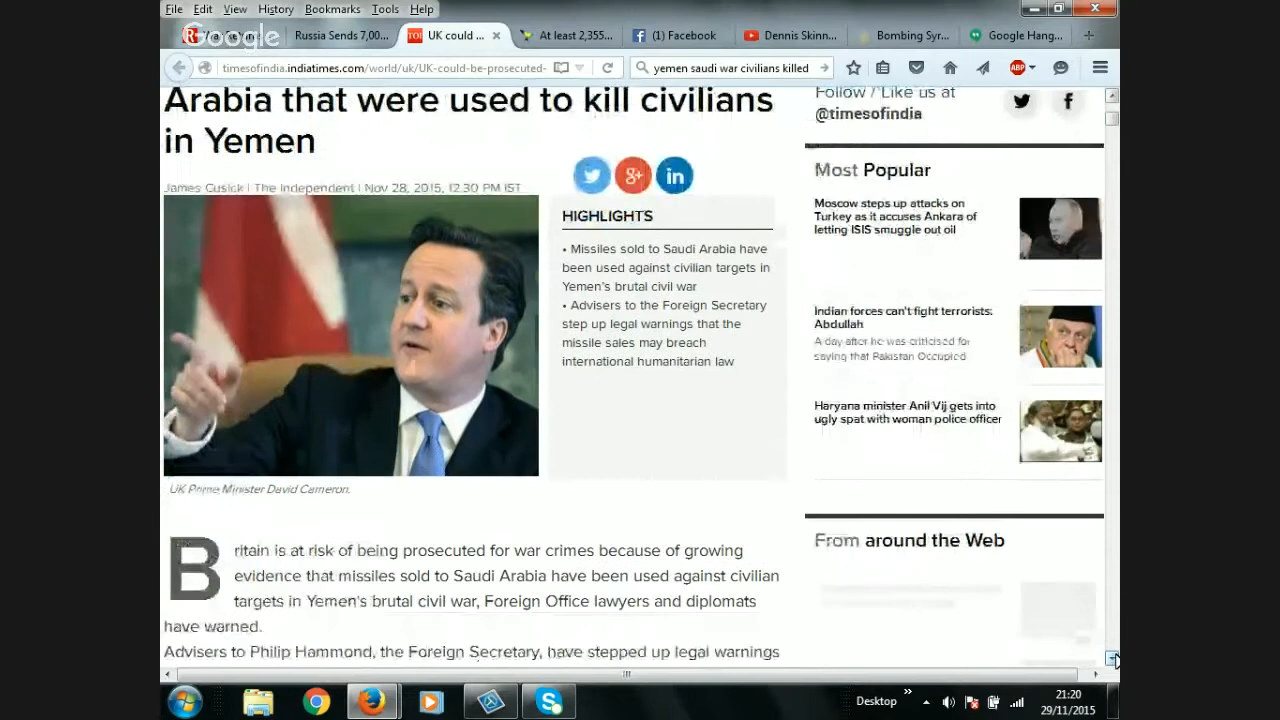 File Edit View History Bookmarks Tools Help
Google
Russia Sends 7,00...
TOI UK could ...
At least 2,355...
f (1) Facebook
Dennis Skinn...
Bombing Syr...
Google Hang...
timesofindia.indiatimes.com/world/uk/UK-could-be-prosecuted-
yemen saudi war civilians killed
ABP
Arabia that were used to kill civilians
in Yemen
James Cusick | The Independent | Nov 28, 2015, 12.30 PM IST
HIGHLIGHTS
• Missiles sold to Saudi Arabia have
been used against civilian targets in
Yemen's brutal civil war
• Advisers to the Foreign Secretary
step up legal warnings that the
missile sales may breach
international humanitarian law
UK Prime Minister David Cameron.
Britain is at risk of being prosecuted for war crimes because of growing
evidence that missiles sold to Saudi Arabia have been used against civilian
targets in Yemen's brutal civil war, Foreign Office lawyers and diplomats
have warned.
Advisers to Philip Hammond, the Foreign Secretary, have stepped up legal warnings
Follow / Like us at
@timesofindia
Most Popular
Moscow steps up attacks on
Turkey as it accuses Ankara of
letting ISIS smuggle out oil
Indian forces can't fight terrorists:
Abdullah
A day after he was criticised for
saying that Pakistan Occupied
Haryana minister Anil Vij gets into
ugly spat with woman police officer
From around the Web
Desktop
21:20
29/11/2015